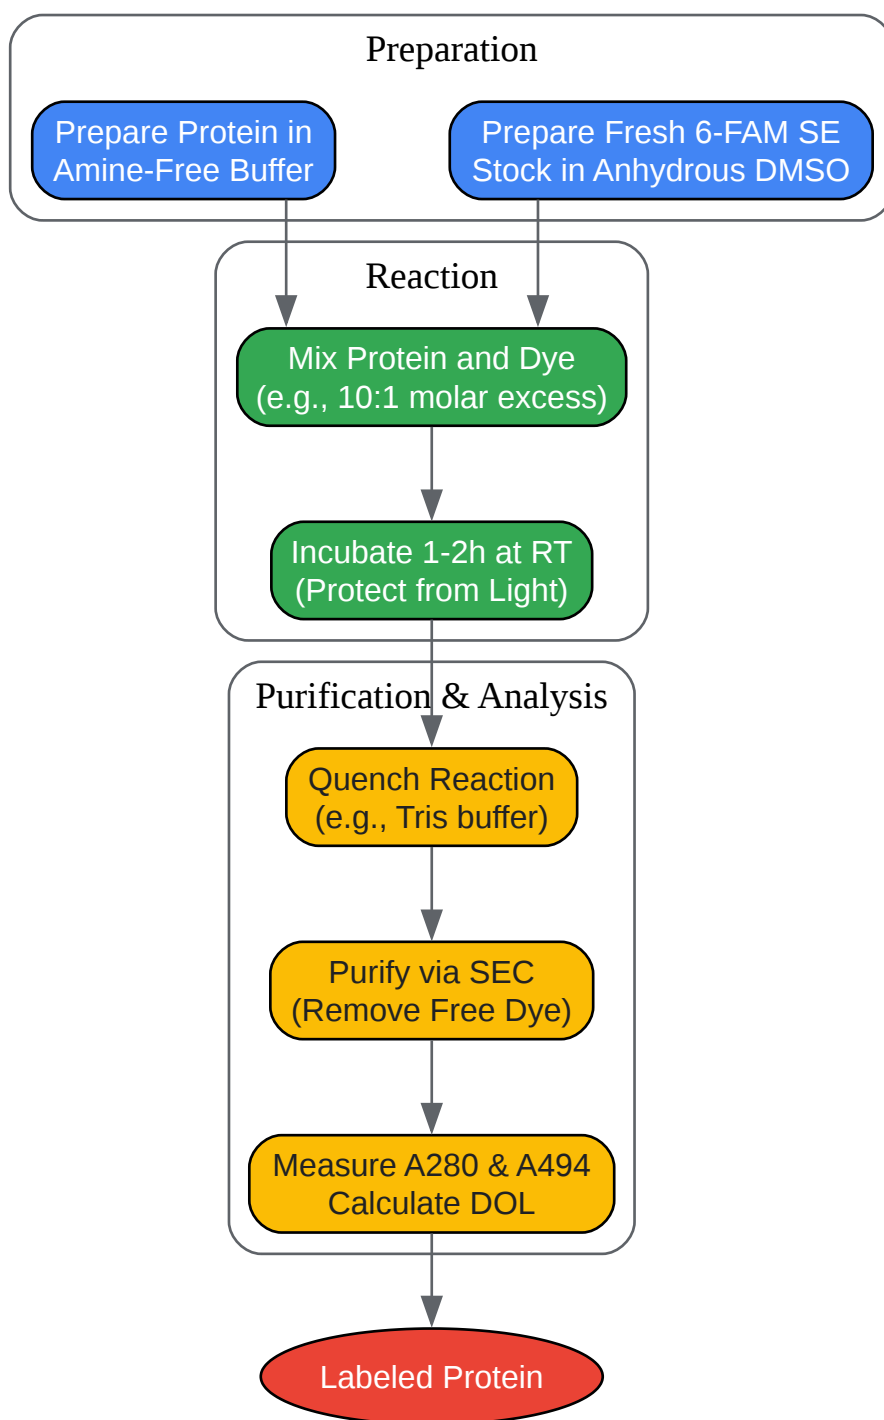 Preparation
Prepare Protein in
Amine-Free Buffer
Prepare Fresh 6-FAM SE
Stock in Anhydrous DMSO
Reaction
Mix Protein and Dye
(e.g., 10:1 molar excess)
Incubate 1-2h at RT
(Protect from Light)
Purification & Analysis
Quench Reaction
(e.g., Tris buffer)
Purify via SEC
(Remove Free Dye)
Measure A280 & A494
Calculate DOL
Labeled Protein